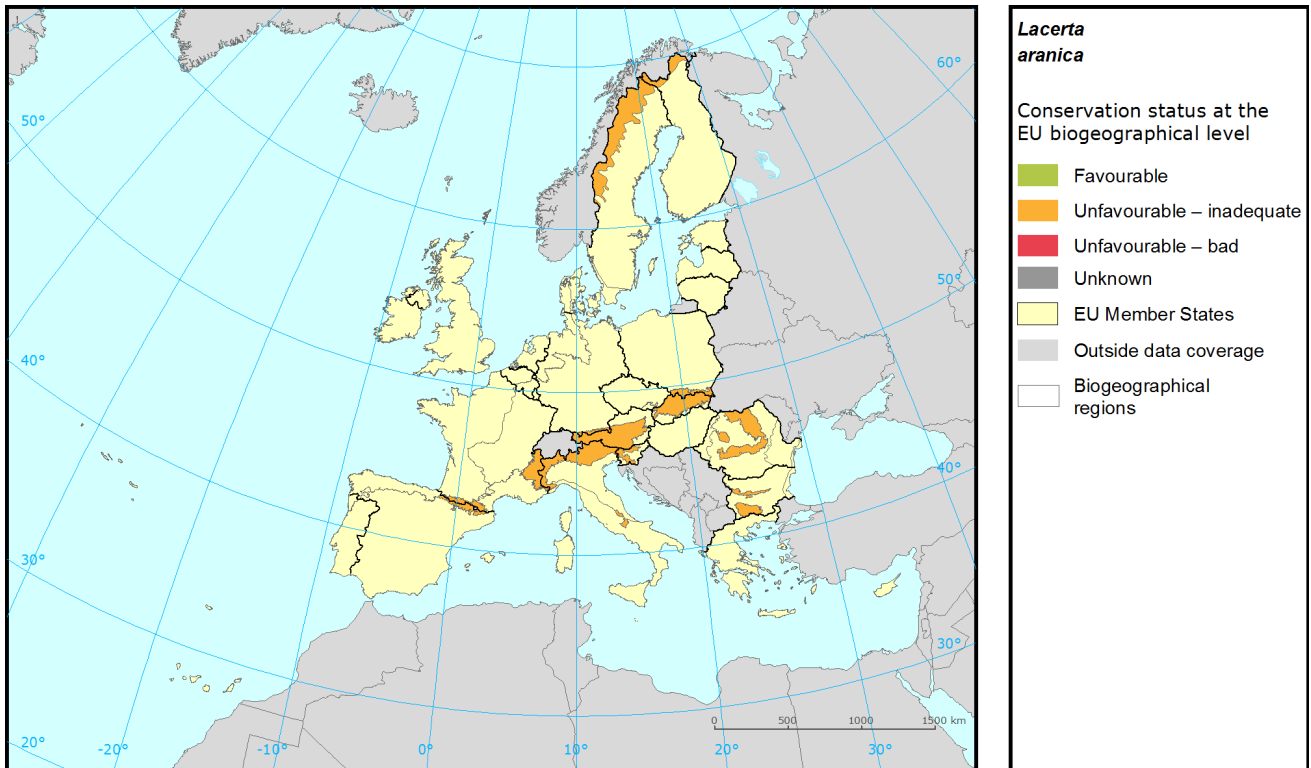 Lacerta
aranica
Conservation status at the
EU biogeographical level
Favourable
Unfavourable – inadequate
Unfavourable – bad
Unknown
EU Member States
Outside data coverage
Biogeographical
regions
60°
50°
50°
40°
40°
30°
30°
20°
-20°
-10°
0°
10°
20°
30°
0 500 1000 1500 km